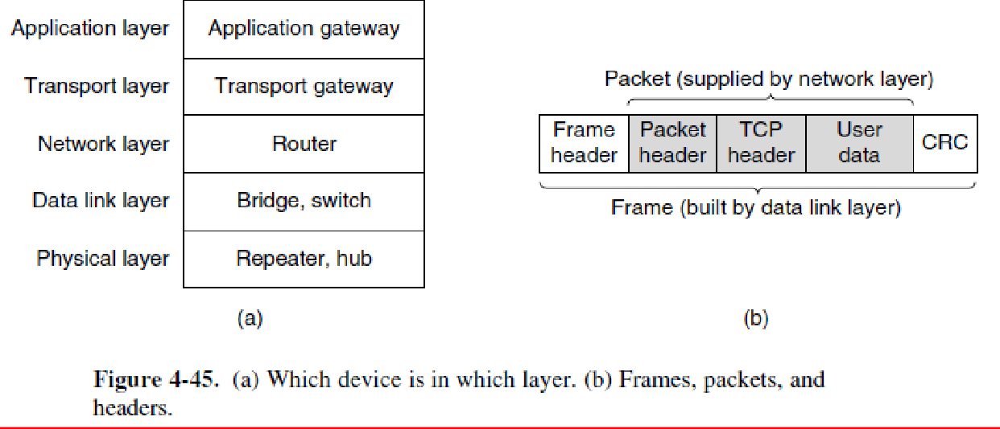 Application layer Application gateway
Transport layer Transport gateway
Network layer Router
Data link layer Bridge, switch
Physical layer Repeater, hub
(a)
Packet (supplied by network layer)
Frame header
Packet header
TCP header
User data
CRC
Frame (built by data link layer)
(b)
Figure 4-45. (a) Which device is in which layer. (b) Frames, packets, and
headers.